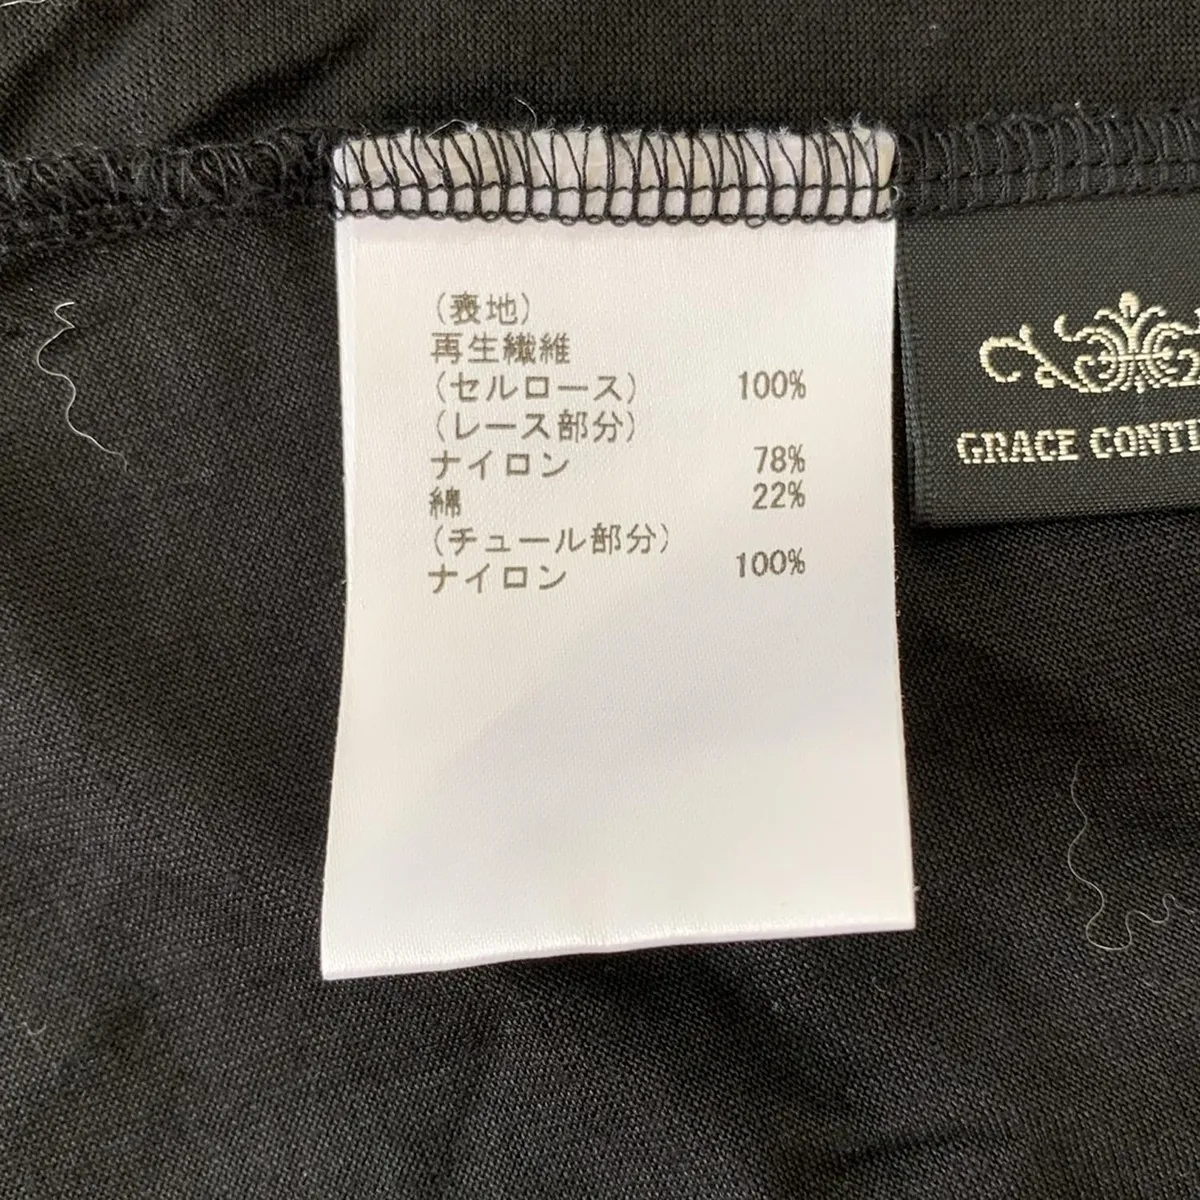 (表地)
再生繊維
(セルロース) 100%
(レース部分)
ナイロン 78%
綿 22%
(チュール部分)
ナイロン 100%
GRACE